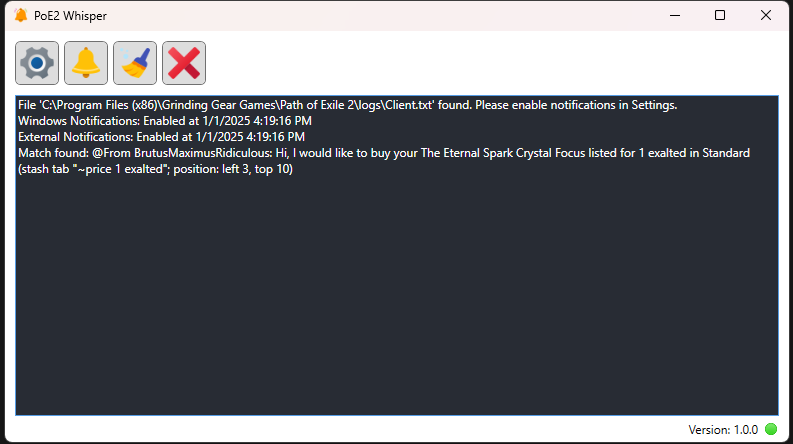 PoE2 Whisper
File 'C:\Program Files (x86)\Grinding Gear Games\Path of Exile 2\logs\Client.txt' found. Please enable notifications in Settings.
Windows Notifications: Enabled at 1/1/2025 4:19:16 PM
External Notifications: Enabled at 1/1/2025 4:19:16 PM
Match found: @From BrutusMaximusRidiculous: Hi, I would like to buy your The Eternal Spark Crystal Focus listed for 1 exalted in Standard
(stash tab "~price 1 exalted"; position: left 3, top 10)
Version: 1.0.0